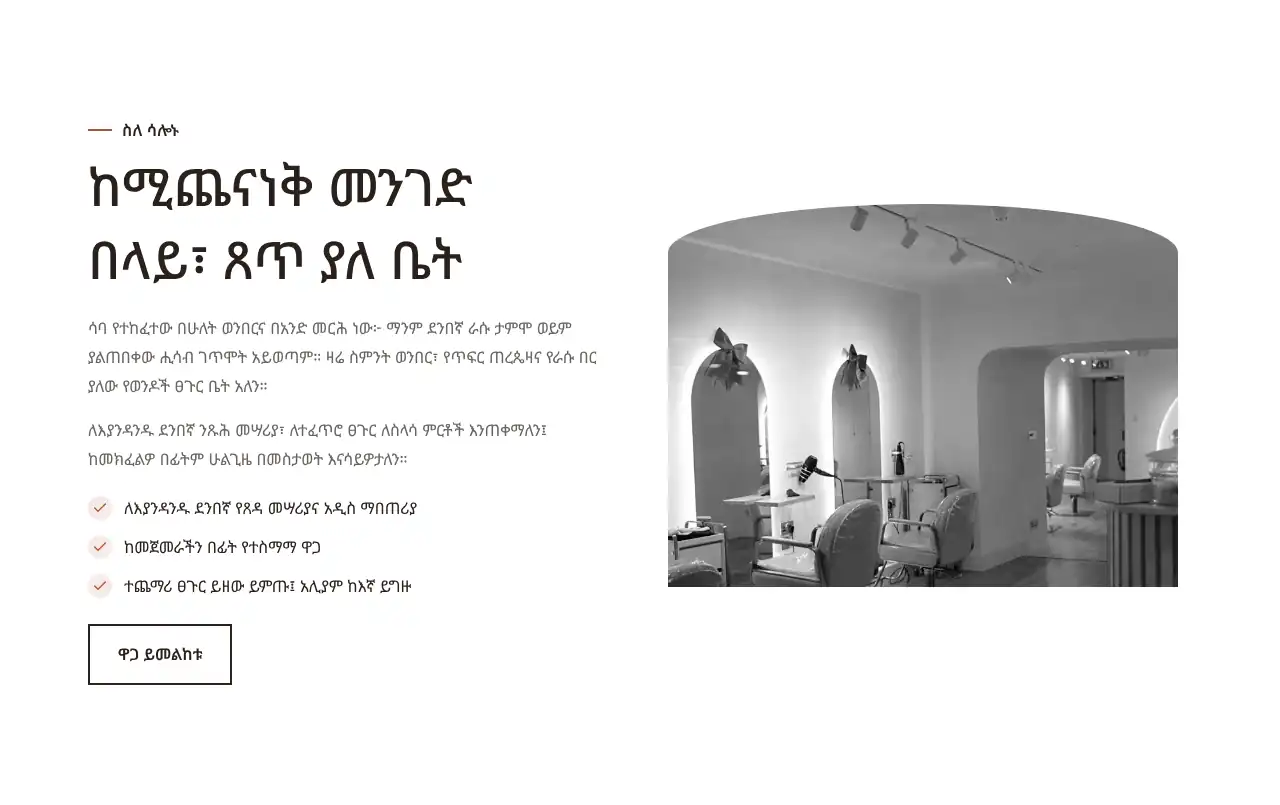 ስለ ሳሎኑ
ከሚጨናነቅ መንገድ
በላይ፣ ጸጥ ያለ ቤት
ሳባ የተከፈተው በሁለት ወንበርና በአንድ መርሕ ነው፦ ማንም ደንበኛ ራሱ ታምሞ ወይም
ያልጠበቀው ሒሳብ ገጥሞት አይወጣም። ዛሬ ስምንት ወንበር፣ የጥፍር ጠረጴዛና የራሱ በር
ያለው የወንዶች ፀጉር ቤት አለን።
ለእያንዳንዱ ደንበኛ ንጹሕ መሣሪያ፣ ለተፈጥሮ ፀጉር ለስላሳ ምርቶች እንጠቀማለን፤
ከመክፈልዎ በፊትም ሁልጊዜ በመስታወት እናሳይዎታለን።
ለእያንዳንዱ ደንበኛ የጸዳ መሣሪያና አዲስ ማበጠሪያ
ከመጀመራችን በፊት የተስማማ ዋጋ
ተጨማሪ ፀጉር ይዘው ይምጡ፤ አሊያም ከእኛ ይግዙ
ዋጋ ይመልከቱ